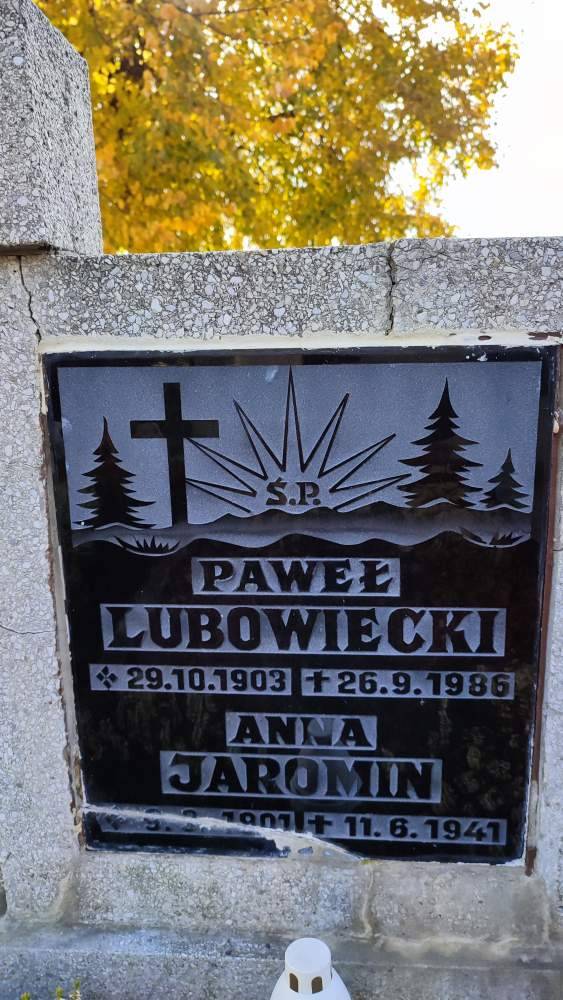 Ś.P.
PAWEŁ
LUBOWIECKI
29.10.1903 ✝ 26.9.1986
ANNA
JAROMIN
1901 ✝ 11.6.1941